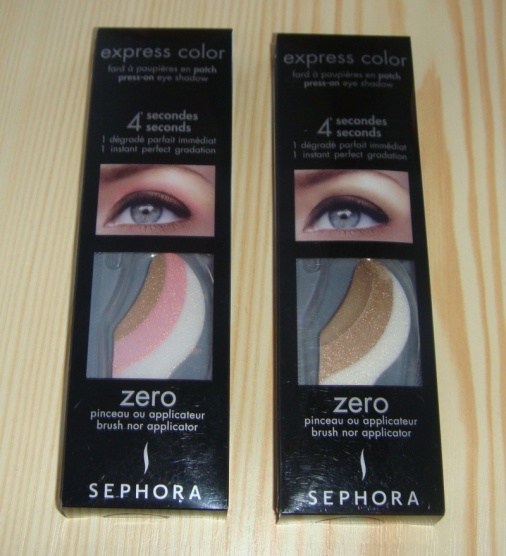 express color
fard à paupières en patch
press-on eye shadow
4 secondes
seconds
1 dégradé parfait immédiat
1 instant perfect gradation
zero
pinceau ou applicateur
brush nor applicator
SEPHORA
express color
fard à paupières en patch
press-on eye shadow
4 secondes
seconds
1 dégradé parfait immédiat
1 instant perfect gradation
zero
pinceau ou applicateur
brush nor applicator
SEPHORA